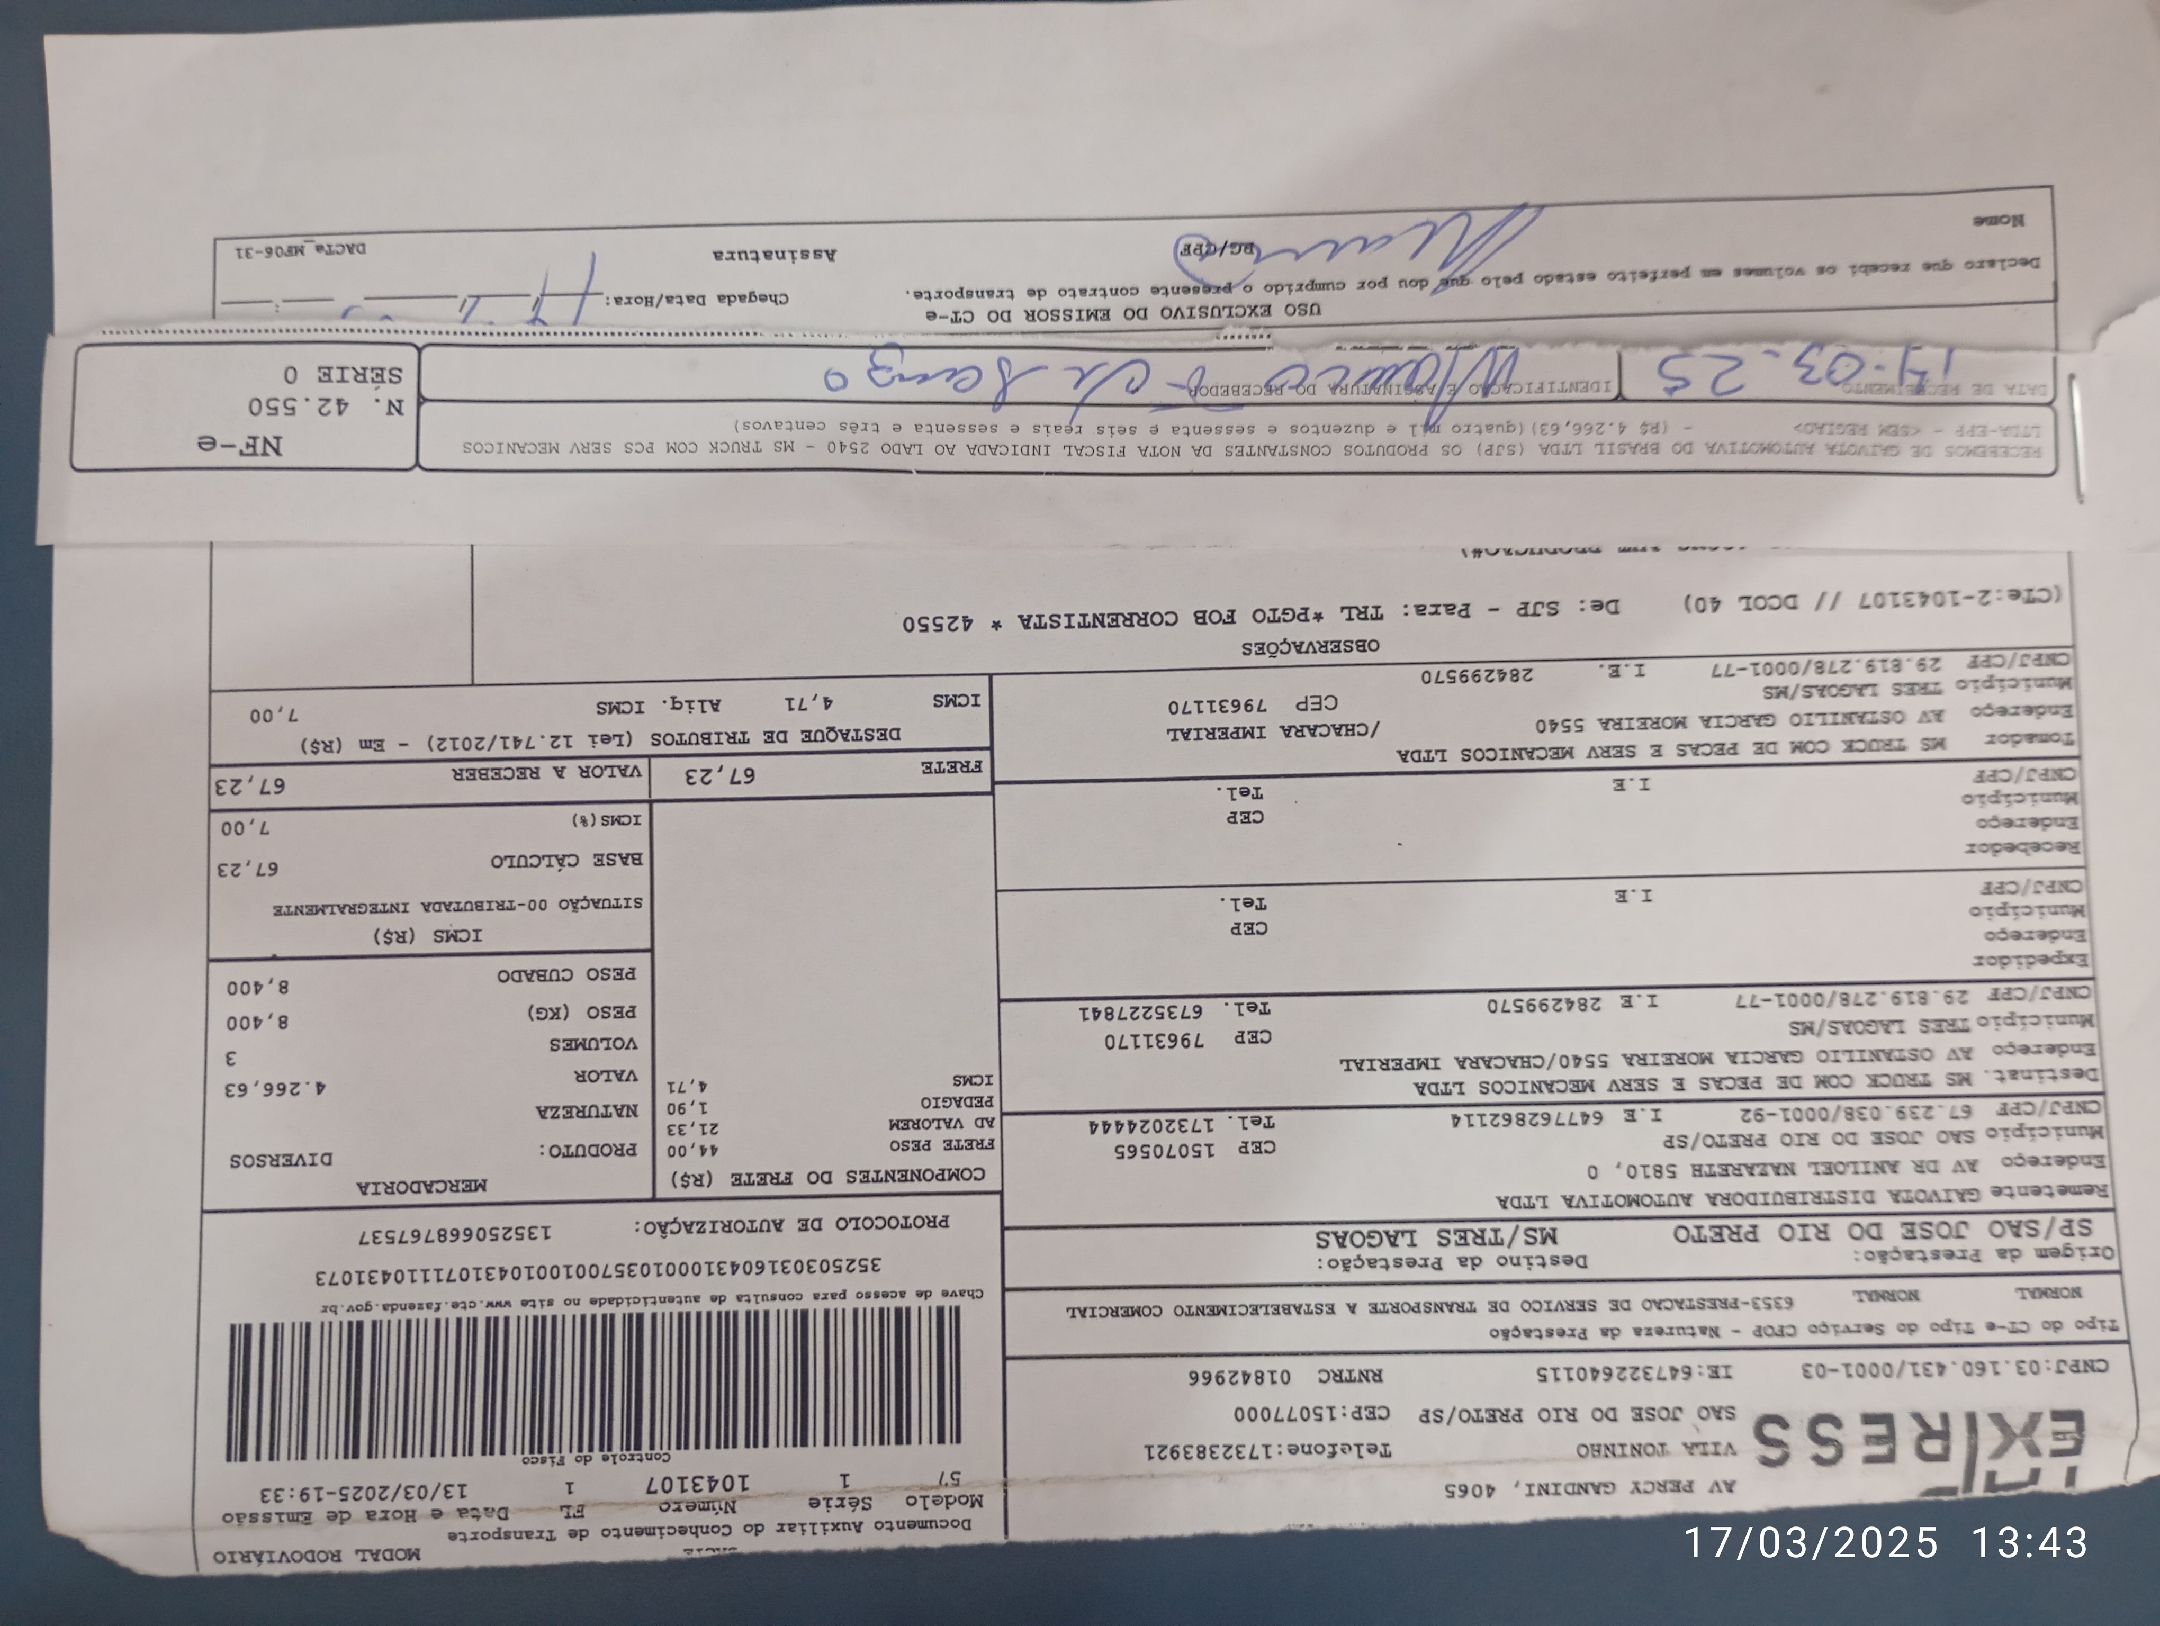 MODAL RODOVIÁRIO
Documento Auxiliar do Conhecimento de Transporte
Modelo Série Número FL Data e Hora de Emissão
57 1 1043107 1 13/03/2025-19:33
Controle do Fisco
Chave de acesso para consulta de autenticidade no site www.cte.fazenda.gov.br
PROTOCOLO DE AUTORIZAÇÃO: 135250668767537
EXPRESS
AV PERCY GANDINI, 4065
VILA TONINHO Telefone:1732383921
SAO JOSE DO RIO PRETO/SP CEP:15077000
CNPJ:03.160.431/0001-03 IE:647322640115 RNTRC 01842966
Tipo do CT-e Tipo do Serviço CFOP - Natureza da Prestação
NORMAL NORMAL 6353-PRESTACAO DE SERVICO DE TRANSPORTE A ESTABELECIMENTO COMERCIAL
Origem da Prestação: Destino da Prestação:
SP/SAO JOSE DO RIO PRETO MS/TRES LAGOAS
Remetente GAIVOTA DISTRIBUIDORA AUTOMOTIVA LTDA
Endereço AV DR ANILOEL NAZARETH 5810, 0
Município SAO JOSE DO RIO PRETO/SP CEP 15070565
CNPJ/CPF 67.239.038/0001-92 I.E 647762862114 Tel. 1732024444
Destinat. MS TRUCK COM DE PECAS E SERV MECANICOS LTDA
Endereço AV OSTANILIO GARCIA MOREIRA 5540/CHACARA IMPERIAL
Município TRES LAGOAS/MS CEP 79631170
CNPJ/CPF 29.819.278/0001-77 I.E 284299570 Tel. 6735227841
Expedidor
Endereço
Município CEP
CNPJ/CPF I.E Tel.
Recebedor
Endereço
Município CEP
CNPJ/CPF I.E Tel.
Tomador MS TRUCK COM DE PECAS E SERV MECANICOS LTDA
Endereço AV OSTANILIO GARCIA MOREIRA 5540 /CHACARA IMPERIAL
Município TRES LAGOAS/MS CEP 79631170
CNPJ/CPF 29.819.278/0001-77 I.E. 284299570
COMPONENTES DO FRETE (R$)
FRETE PESO 44,00
AD VALOREM 21,33
PEDAGIO 1,90
ICMS 4,71
MERCADORIA
PRODUTO: DIVERSOS
NATUREZA
VALOR 4.266,63
VOLUMES 3
PESO (KG) 8,400
PESO CUBADO 8,400
ICMS (R$)
SITUAÇÃO 00-TRIBUTADA INTEGRALMENTE
BASE CÁLCULO 67,23
ICMS(%) 7,00
FRETE 67,23 VALOR A RECEBER 67,23
DESTAQUE DE TRIBUTOS (Lei 12.741/2012) - Em (R$)
ICMS 4,71 Aliq. ICMS 7,00
OBSERVAÇÕES
(CTe:2-1043107 // DCOL 40) De: SJP - Para: TRL *PGTO FOB CORRENTISTA * 42550
RECEBEMOS DE GAIVOTA AUTOMOTIVA DO BRASIL LTDA (SJP) OS PRODUTOS CONSTANTES DA NOTA FISCAL INDICADA AO LADO 2540 - MS TRUCK COM PCS SERV MECANICOS
LTDA-EPP - <SEM REGIAO> - (R$ 4.266,63) (quatro mil e duzentos e sessenta e seis reais e sessenta e três centavos)
DATA DE RECEBIMENTO IDENTIFICAÇÃO E ASSINATURA DO RECEBEDOR
NF-e
N. 42.550
SÉRIE 0
USO EXCLUSIVO DO EMISSOR DO CT-e
Declaro que recebi os volumes em perfeito estado pelo que dou por cumprido o presente contrato de transporte.
Chegada Data/Hora:
Nome RG/CPF Assinatura
DACTe_MF06-31
17/03/2025 13:43